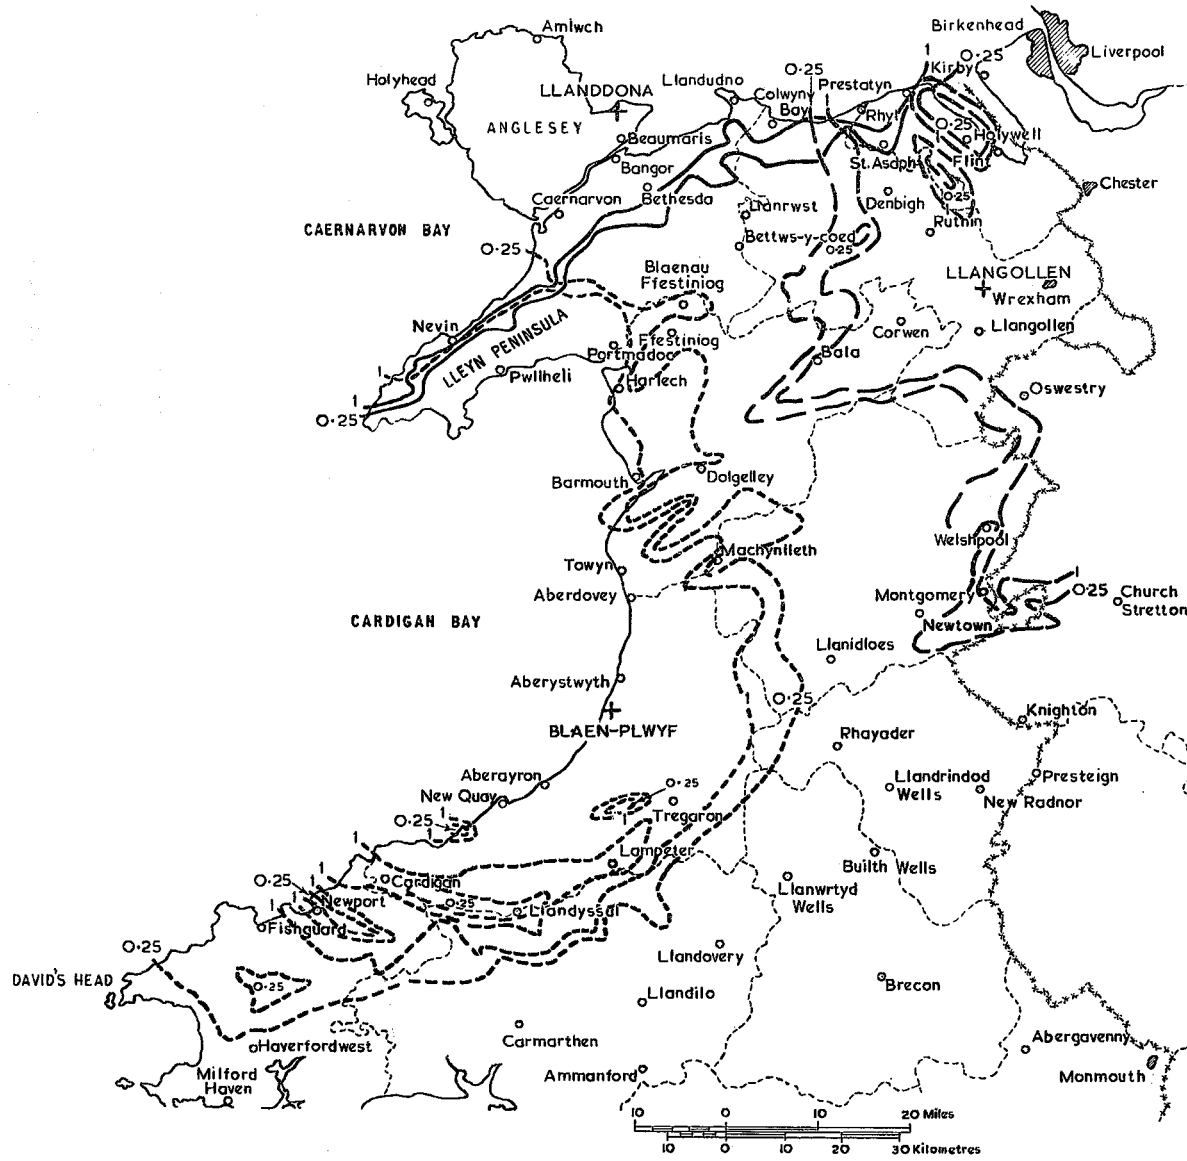 Amlwch
Birkenhead
Liverpool
1
0·25
Kirby
Holyhead
LLANDDONA
ANGLESEY
Llandudno
0·25
Prestatyn
Colwyn
Bay
Rhyl
0·25
Holywell
Beaumaris
Bangor
St.Asaph
1
Flint
Chester
Caernarvon
Bethesda
Llanrwst
Denbigh
0·25
Ruthin
CAERNARVON BAY
0·25
Bettws-y-coed
0·25
Blaenau
Ffestiniog
LLANGOLLEN
Wrexham
Nevin
LLEYN PENINSULA
Ffestiniog
Portmadoc
Corwen
Llangollen
Bala
1
Pwllheli
Harlech
Oswestry
1
0·25
Barmouth
Dolgelley
Welshpool
Machynlleth
Towyn
Aberdovey
Montgomery
1
0·25
Church
Stretton
Newtown
CARDIGAN BAY
Llanidloes
Aberystwyth
1
0·25
BLAEN-PLWYF
Knighton
Rhayader
Aberayron
New Quay
0·25
1
Tregaron
Llandrindod
Wells
Presteign
New Radnor
0·25
1
1
1
Lampeter
Builth Wells
Cardigan
0·25
1
1
1
Newport
0·25
Llandyssul
Llanwrtyd
Wells
Fishguard
0·25
Llandovery
DAVID'S HEAD
0·25
Llandilo
Brecon
Haverfordwest
Carmarthen
Abergavenny
Milford
Haven
Ammanford
Monmouth
10 0 10 20 Miles
10 0 10 20 30 Kilometres